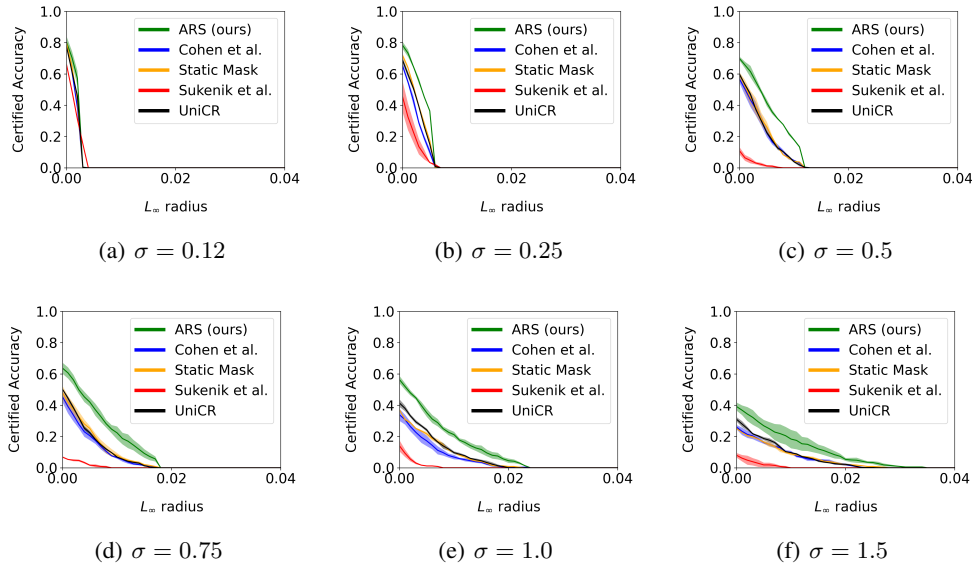 1.0
0.8
0.6
0.4
0.2
0.0
Certified Accuracy
ARS (ours)
Cohen et al.
Static Mask
Sukenik et al.
UniCR
0.00 0.02 0.04
L∞ radius
(a) σ = 0.12
1.0
0.8
0.6
0.4
0.2
0.0
Certified Accuracy
ARS (ours)
Cohen et al.
Static Mask
Sukenik et al.
UniCR
0.00 0.02 0.04
L∞ radius
(b) σ = 0.25
1.0
0.8
0.6
0.4
0.2
0.0
Certified Accuracy
ARS (ours)
Cohen et al.
Static Mask
Sukenik et al.
UniCR
0.00 0.02 0.04
L∞ radius
(c) σ = 0.5
1.0
0.8
0.6
0.4
0.2
0.0
Certified Accuracy
ARS (ours)
Cohen et al.
Static Mask
Sukenik et al.
UniCR
0.00 0.02 0.04
L∞ radius
(d) σ = 0.75
1.0
0.8
0.6
0.4
0.2
0.0
Certified Accuracy
ARS (ours)
Cohen et al.
Static Mask
Sukenik et al.
UniCR
0.00 0.02 0.04
L∞ radius
(e) σ = 1.0
1.0
0.8
0.6
0.4
0.2
0.0
Certified Accuracy
ARS (ours)
Cohen et al.
Static Mask
Sukenik et al.
UniCR
0.00 0.02 0.04
L∞ radius
(f) σ = 1.5